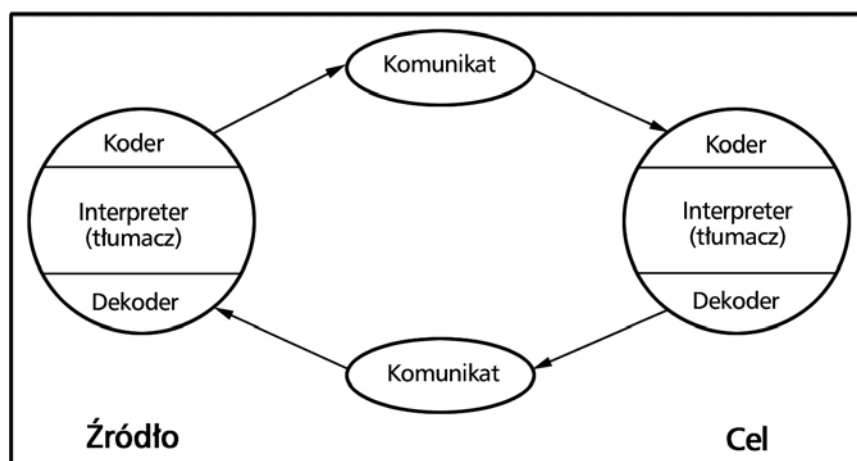 Komunikat
Koder
Interpreter
(tłumacz)
Dekoder
Koder
Interpreter
(tłumacz)
Dekoder
Komunikat
Źródło
Cel